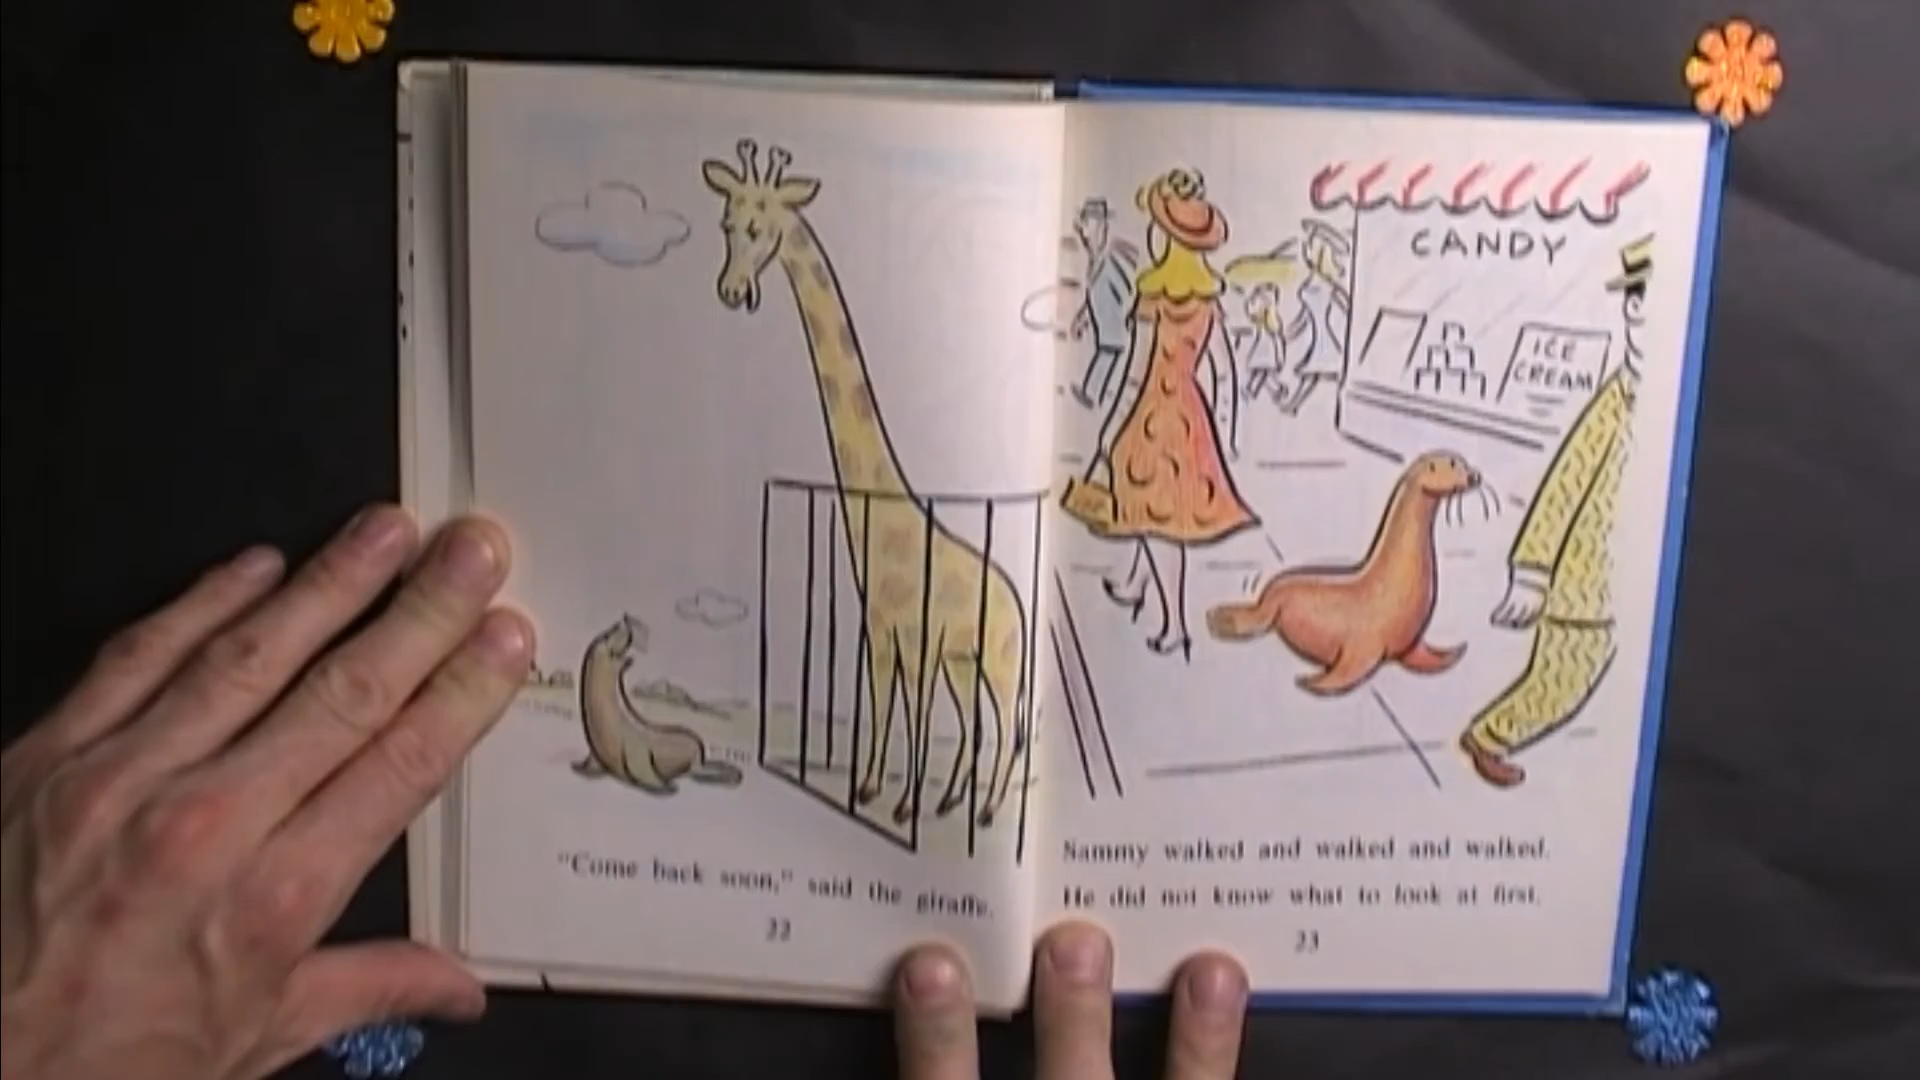 "Come back soon," said the giraffe.
22
CANDY
ICE
CREAM
Sammy walked and walked and walked.
He did not know what to look at first.
23